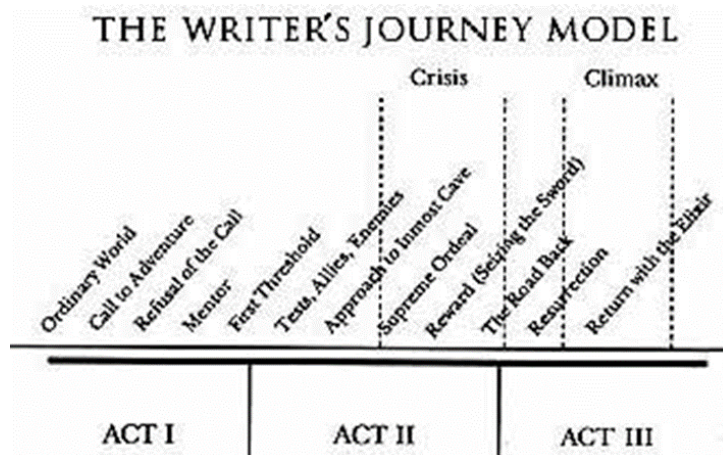 THE WRITER'S JOURNEY MODEL
Crisis
Climax
Ordinary World
Call to Adventure
Refusal of the Call
Mentor
First Threshold
Tests, Allies, Enemies
Approach to Inmost Cave
Supreme Ordeal
Reward (Seizing the Sword)
The Road Back
Resurrection
Return with the Elixir
ACT I
ACT II
ACT III